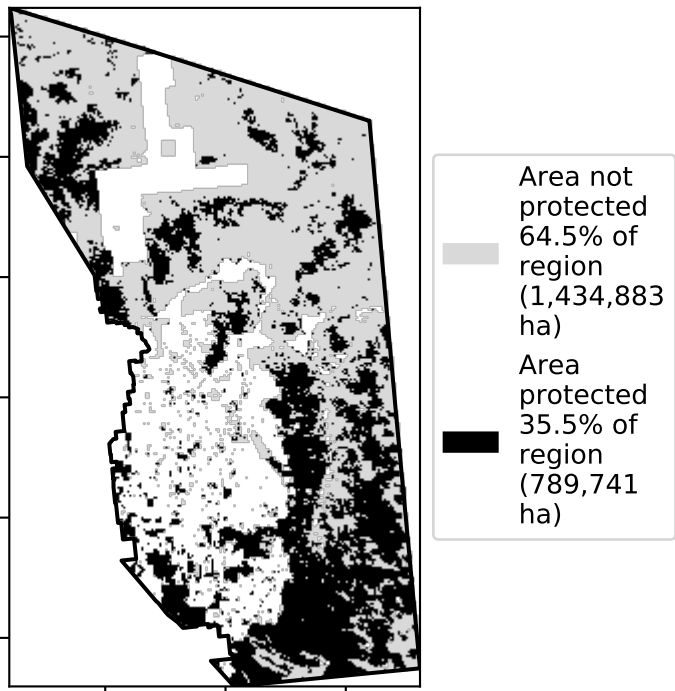 Area not
protected
64.5% of
region
(1,434,883
ha)
Area
protected
35.5% of
region
(789,741
ha)